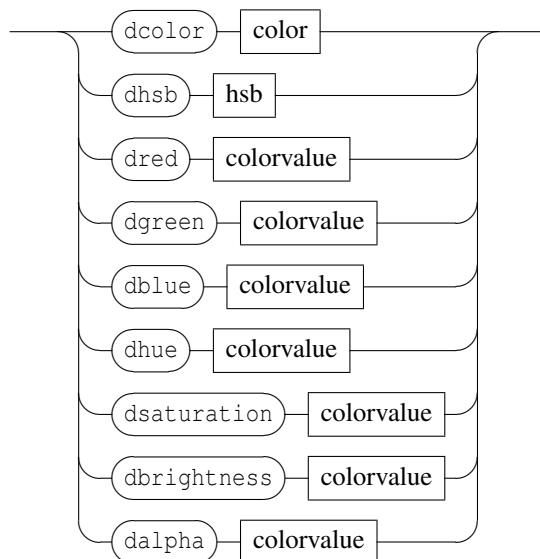 dcolor color
dhsb hsb
dred colorvalue
dgreen colorvalue
dblue colorvalue
dhue colorvalue
dsaturation colorvalue
dbrightness colorvalue
dalpha colorvalue